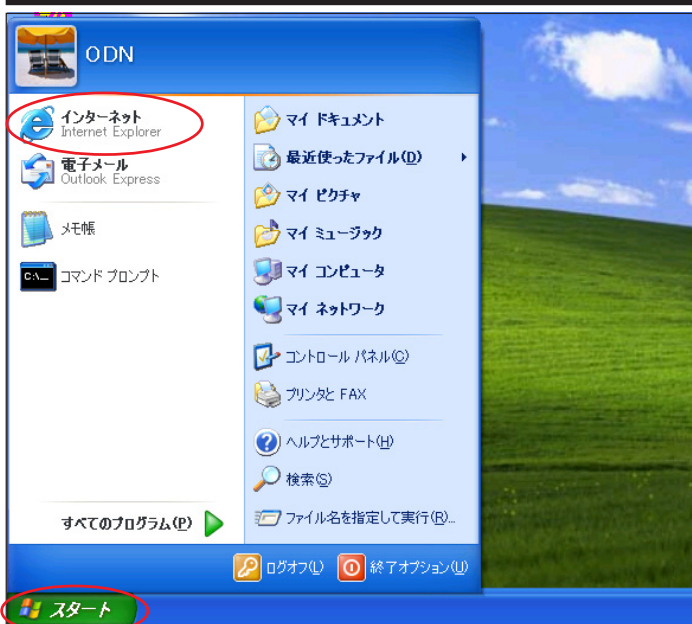 ODN
インターネット
Internet Explorer
電子メール
Outlook Express
メモ帳
C:\_
コマンド プロンプト
すべてのプログラム(P)
マイ ドキュメント
最近使ったファイル(D)
マイ ピクチャ
マイ ミュージック
マイ コンピュータ
マイ ネットワーク
コントロール パネル(C)
プリンタと FAX
ヘルプとサポート(H)
検索(S)
ファイル名を指定して実行(R)...
ログオフ(L)
終了オプション(U)
スタート